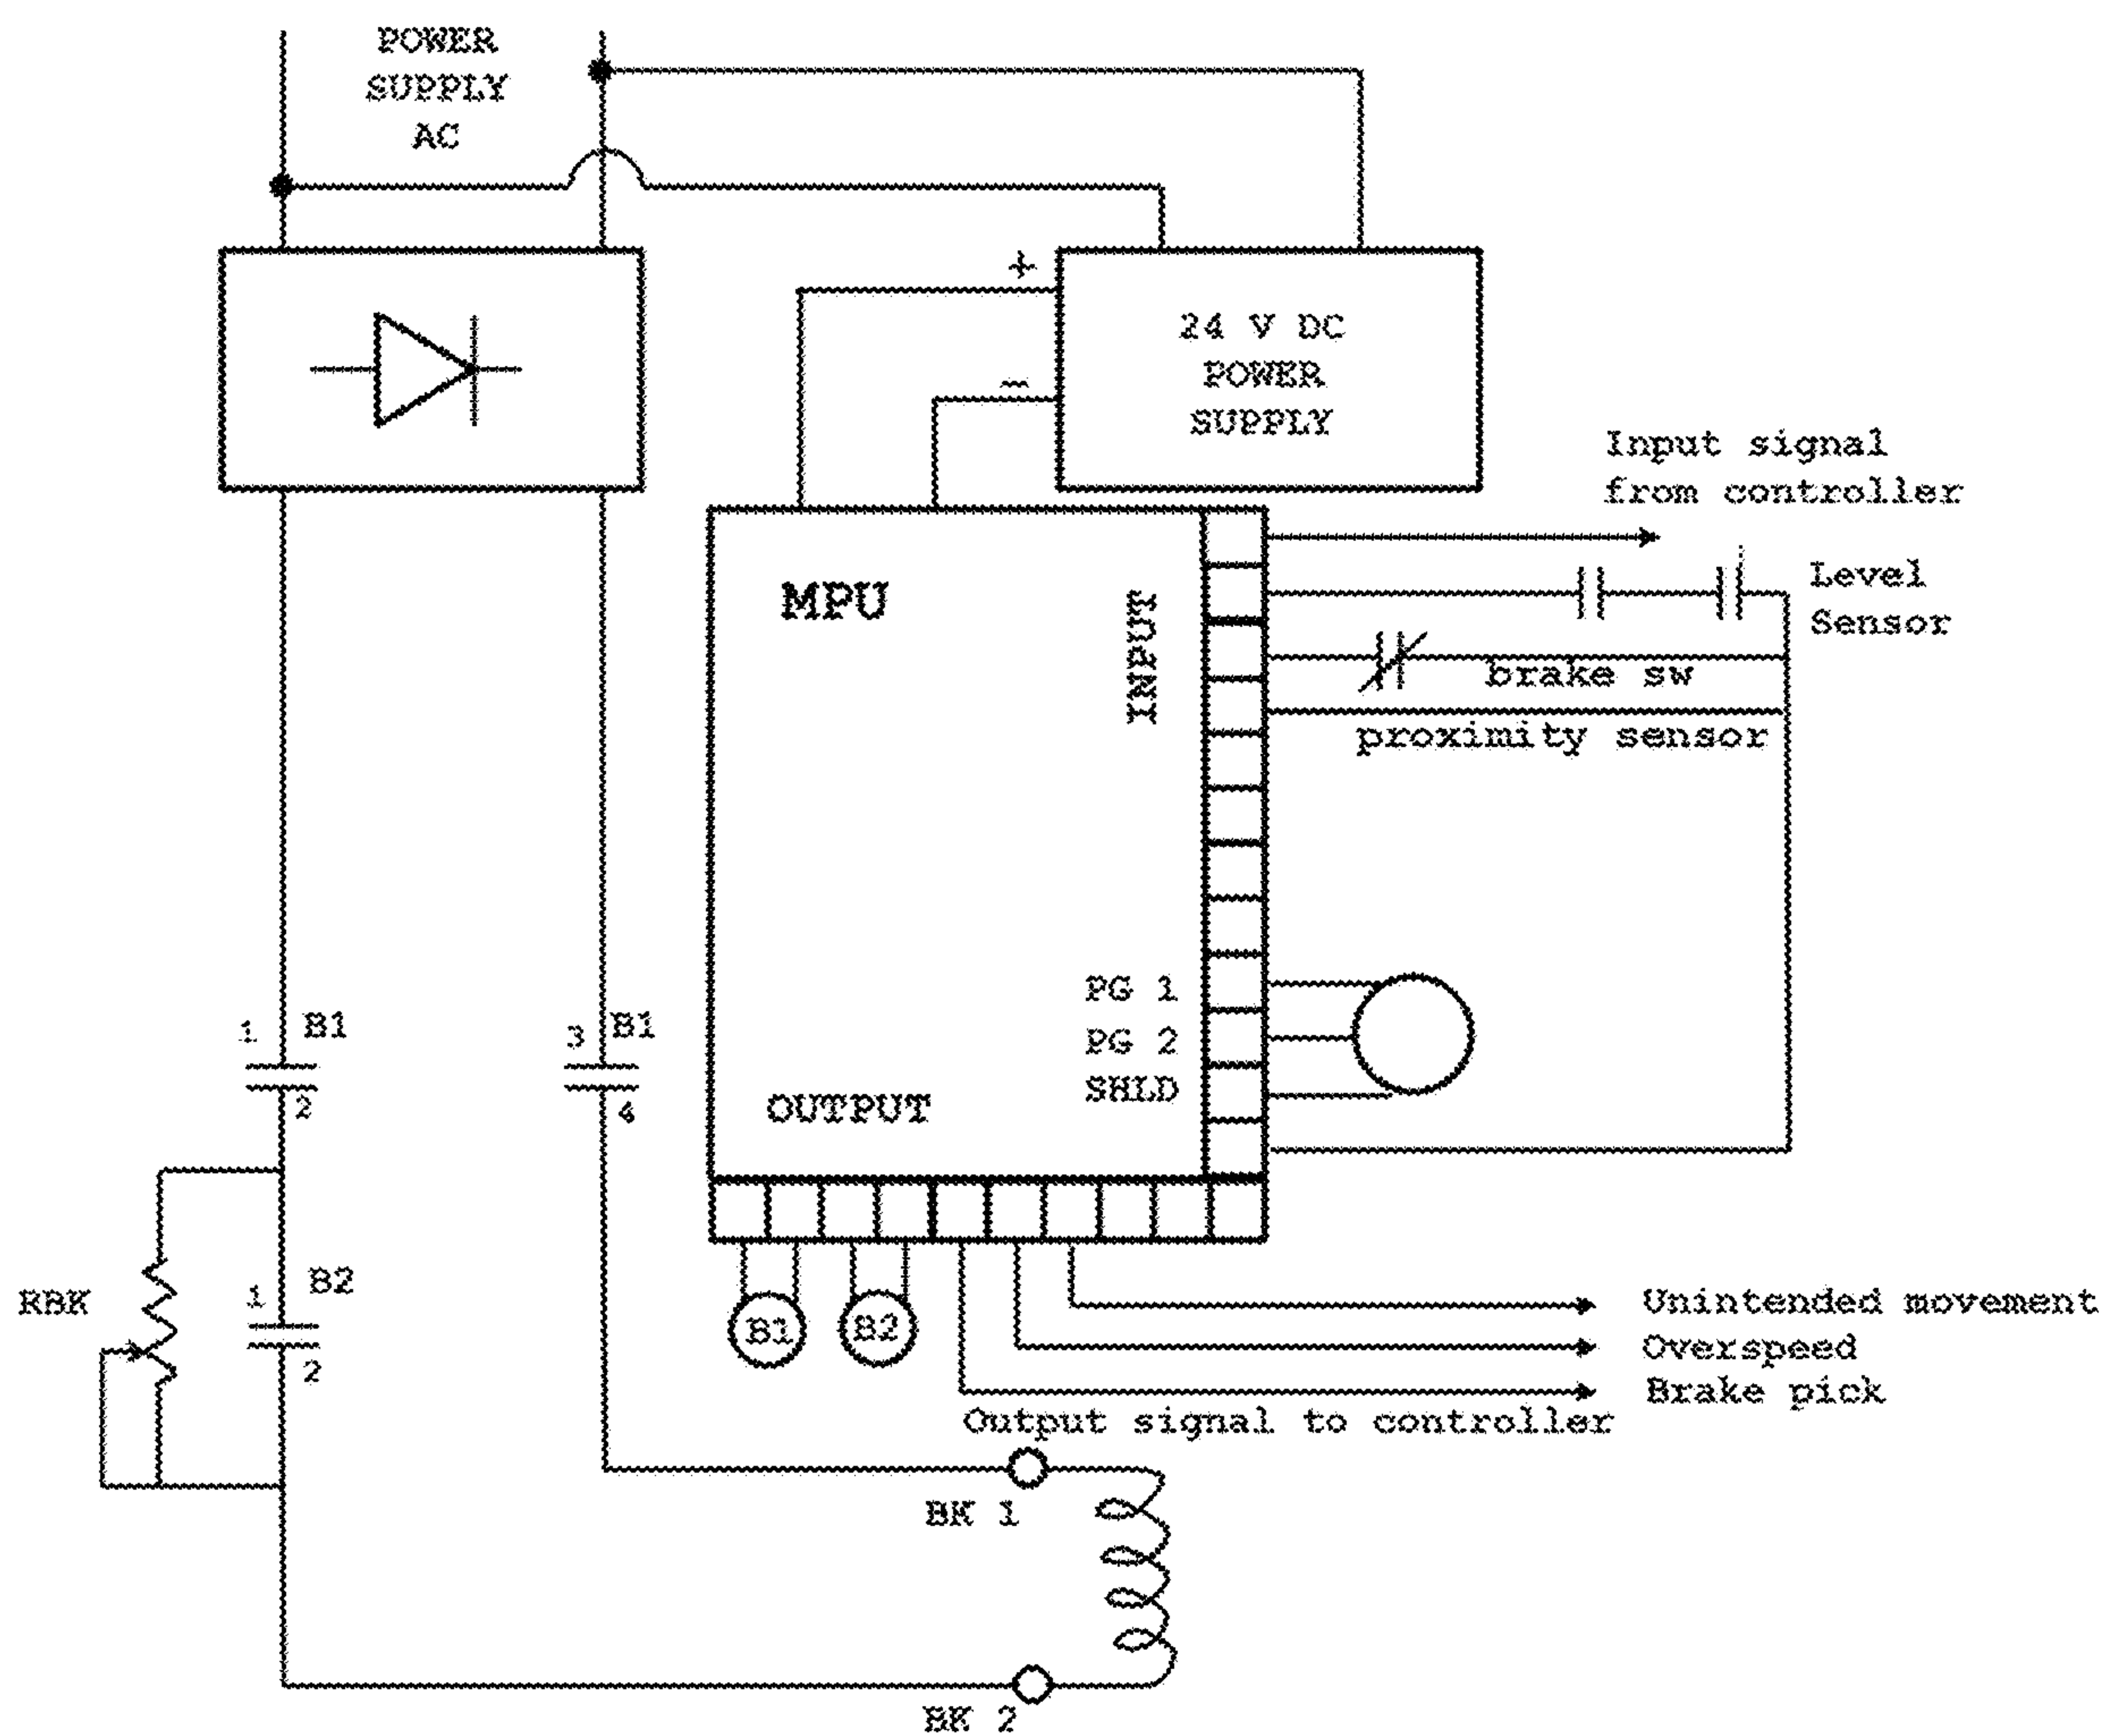 POWER
SUPPLY
AC
+
24 V DC
POWER
SUPPLY
-
Input signal
from controller
MPU
INPUT
Level
Sensor
brake sw
proximity sensor
PG 1
PG 2
SHLD
OUTPUT
1 B1
2
3 B1
4
RBK
1 B2
2
B1
B2
Unintended movement
Overspeed
Brake pick
Output signal to controller
BK 1
BK 2